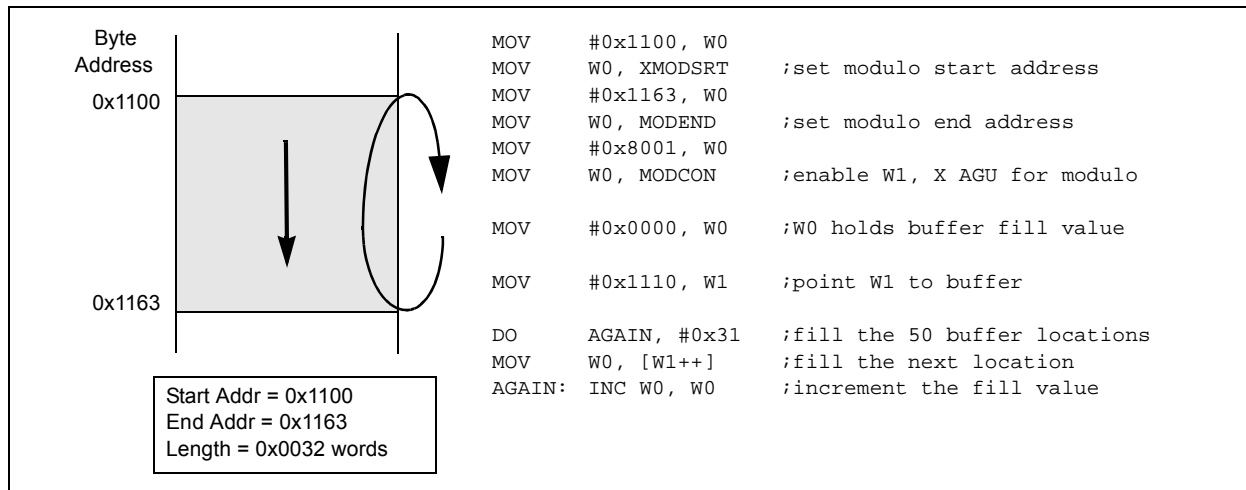 Byte
Address
0x1100
0x1163
Start Addr = 0x1100
End Addr = 0x1163
Length = 0x0032 words
MOV #0x1100, W0
MOV W0, XMODSRT ;set modulo start address
MOV #0x1163, W0
MOV W0, MODEND ;set modulo end address
MOV #0x8001, W0
MOV W0, MODCON ;enable W1, X AGU for modulo
MOV #0x0000, W0 ;W0 holds buffer fill value
MOV #0x1110, W1 ;point W1 to buffer
DO AGAIN, #0x31 ;fill the 50 buffer locations
MOV W0, [W1++] ;fill the next location
AGAIN: INC W0, W0 ;increment the fill value